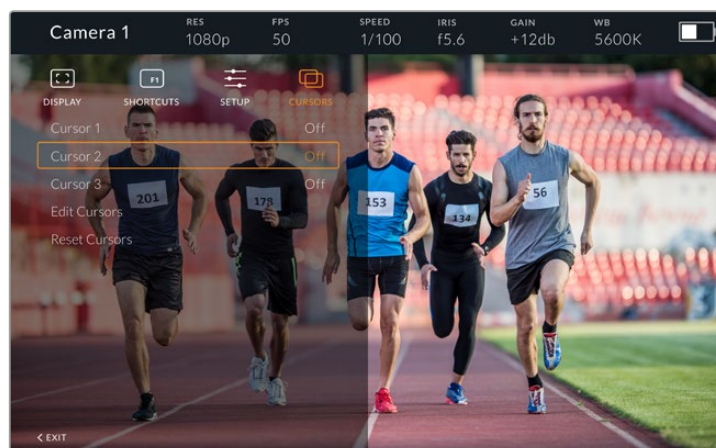 Camera 1
RES FPS SPEED IRIS GAIN WB
1080p 50 1/100 f5.6 +12db 5600K
F1
DISPLAY SHORTCUTS SETUP CURSORS
Cursor 1 Off
Cursor 2 Off
Cursor 3 Off
Edit Cursors
Reset Cursors
201
178
153
134
56
< EXIT